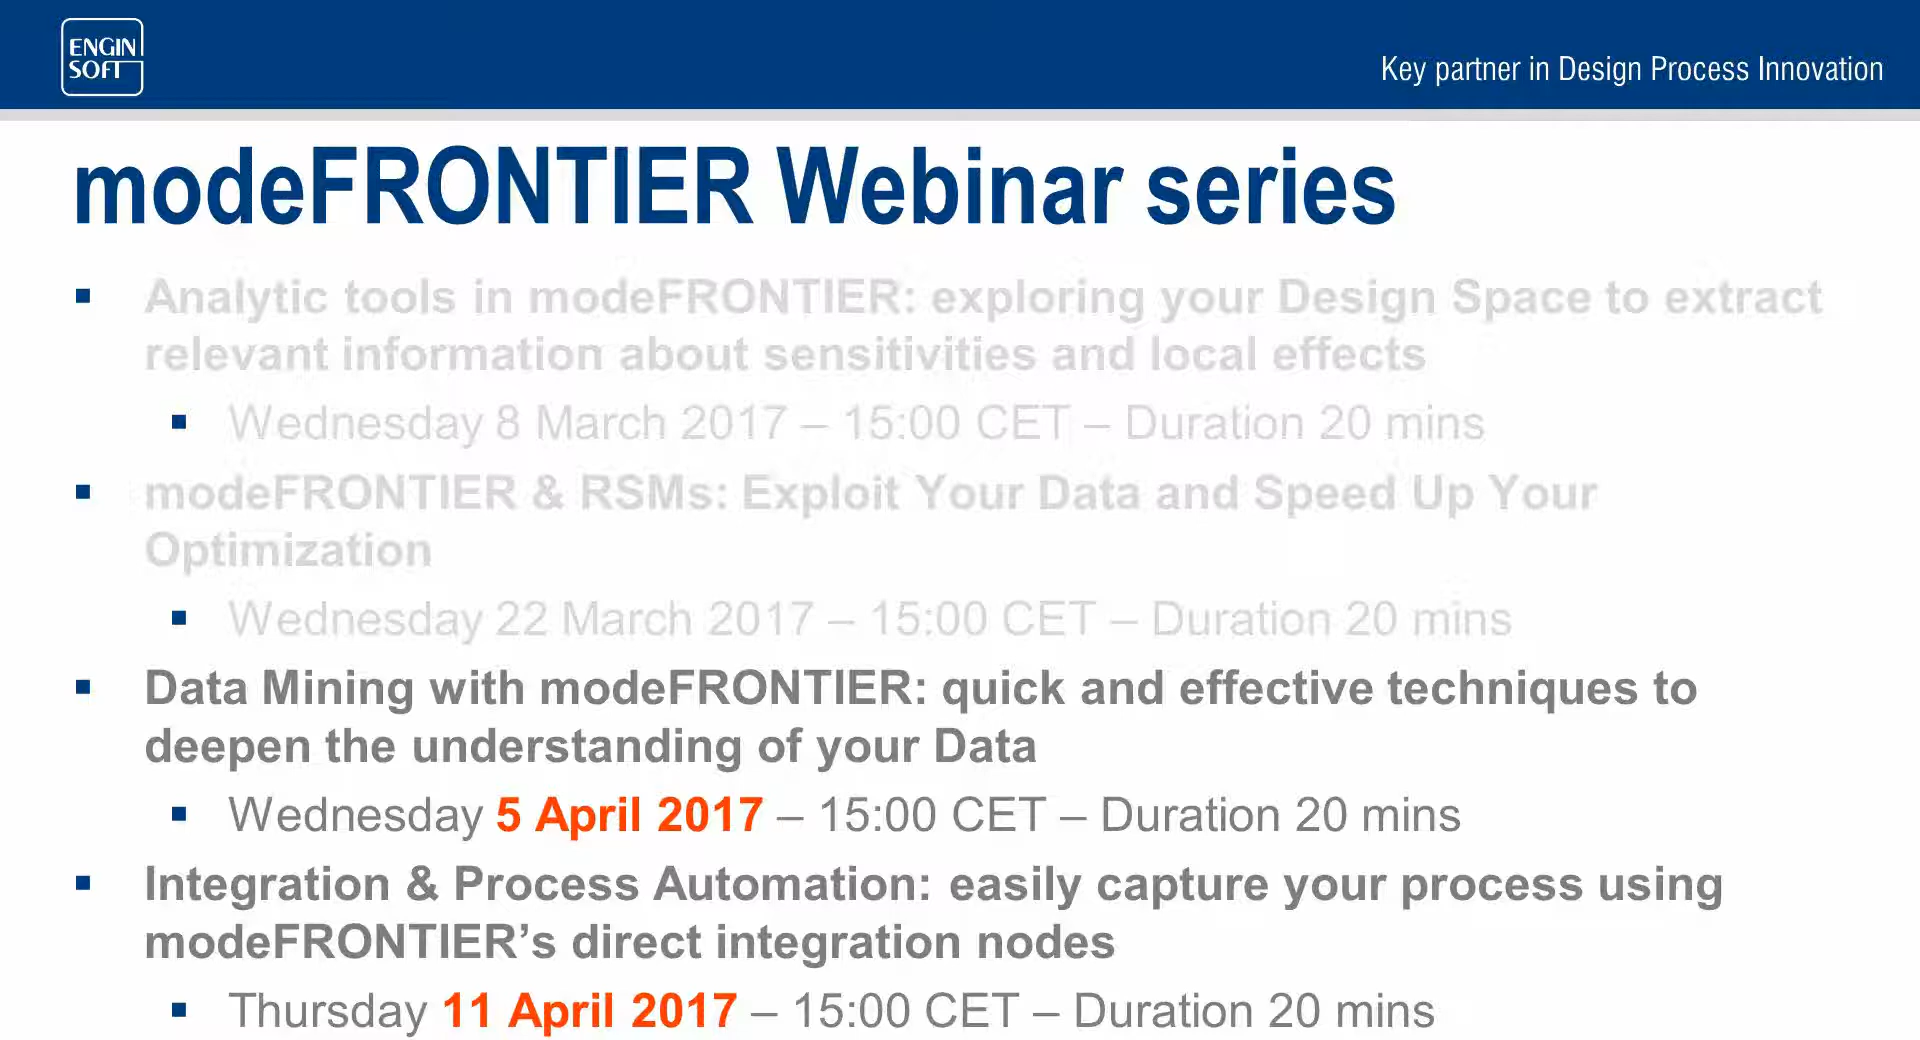 ENGIN
SOFT
Key partner in Design Process Innovation
modeFRONTIER Webinar series
▪ Analytic tools in modeFRONTIER: exploring your Design Space to extract
relevant information about sensitivities and local effects
▪ Wednesday 8 March 2017 – 15:00 CET – Duration 20 mins
▪ modeFRONTIER & RSMs: Exploit Your Data and Speed Up Your
Optimization
▪ Wednesday 22 March 2017 – 15:00 CET – Duration 20 mins
▪ Data Mining with modeFRONTIER: quick and effective techniques to
deepen the understanding of your Data
▪ Wednesday 5 April 2017 – 15:00 CET – Duration 20 mins
▪ Integration & Process Automation: easily capture your process using
modeFRONTIER’s direct integration nodes
▪ Thursday 11 April 2017 – 15:00 CET – Duration 20 mins